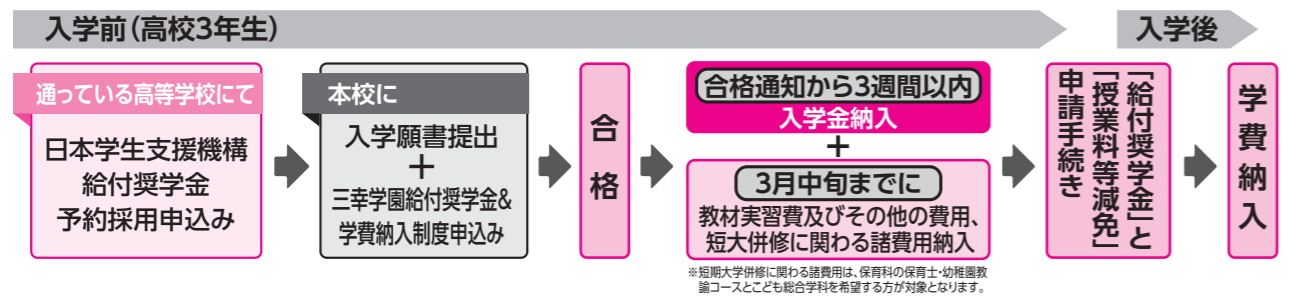 入学前(高校3年生)
入学後
通っている高等学校にて
日本学生支援機構
給付奨学金
予約採用申込み
本校に
入学願書提出
+
三幸学園給付奨学金&
学費納入制度申込み
合格
合格通知から3週間以内
入学金納入
+
3月中旬までに
教材実習費及びその他の費用、
短大併修に関わる諸費用納入
※短期大学併修に関わる諸費用は、保育科の保育士・幼稚園教
諭コースとこども総合学科を希望する方が対象となります。
「給付奨学金」と
「授業料等減免」
申請手続き
学費納入